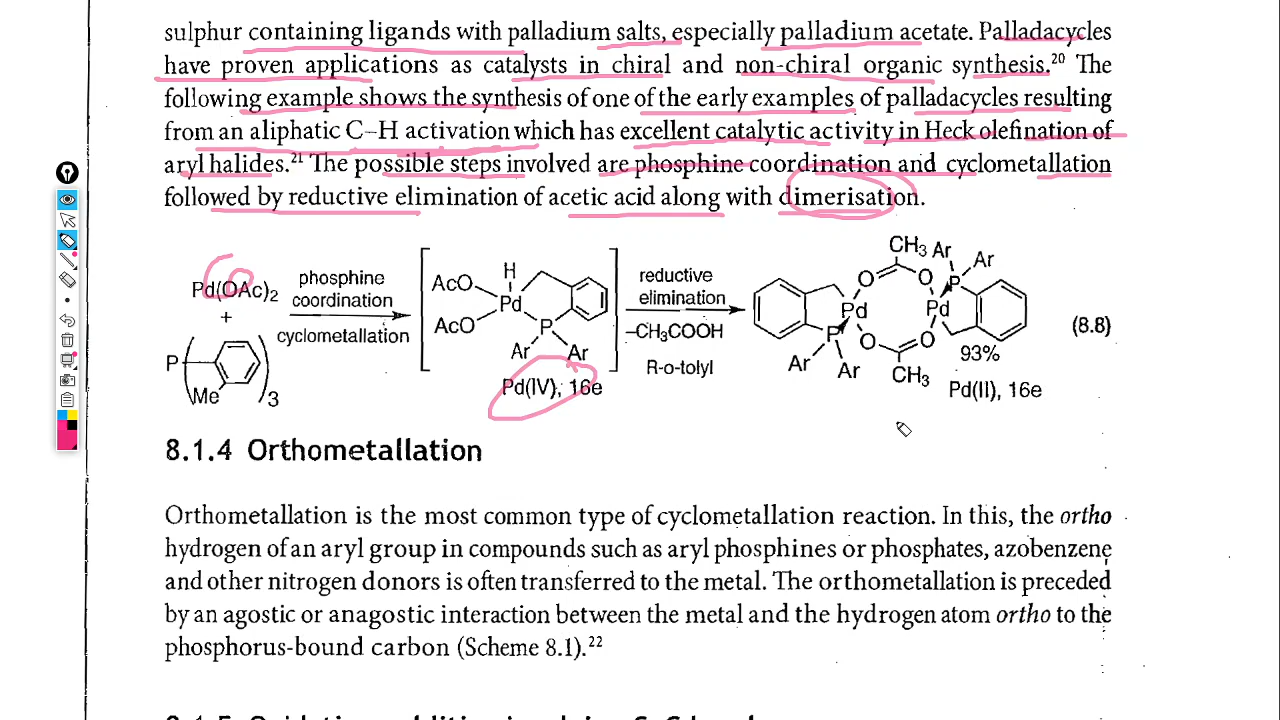 sulphur containing ligands with palladium salts, especially palladium acetate. Palladacycles
have proven applications as catalysts in chiral and non-chiral organic synthesis.²⁰ The
following example shows the synthesis of one of the early examples of palladacycles resulting
from an aliphatic C–H activation which has excellent catalytic activity in Heck olefination of
aryl halides.²¹ The possible steps involved are phosphine coordination and cyclometallation
followed by reductive elimination of acetic acid along with dimerisation.
Pd(OAc)₂
+
P
Me
3
phosphine
coordination
cyclometallation
AcO
AcO
H
Pd
P
Ar
Ar
Pd(IV), 16e
reductive
elimination
–CH₃COOH
R-o-tolyl
CH₃
Ar
Ar
O
O
P
Pd
Pd
P
O
O
Ar
Ar
CH₃
93%
Pd(II), 16e
(8.8)
8.1.4 Orthometallation
Orthometallation is the most common type of cyclometallation reaction. In this, the ortho
hydrogen of an aryl group in compounds such as aryl phosphines or phosphates, azobenzene
and other nitrogen donors is often transferred to the metal. The orthometallation is preceded
by an agostic or anagostic interaction between the metal and the hydrogen atom ortho to the
phosphorus-bound carbon (Scheme 8.1).²²